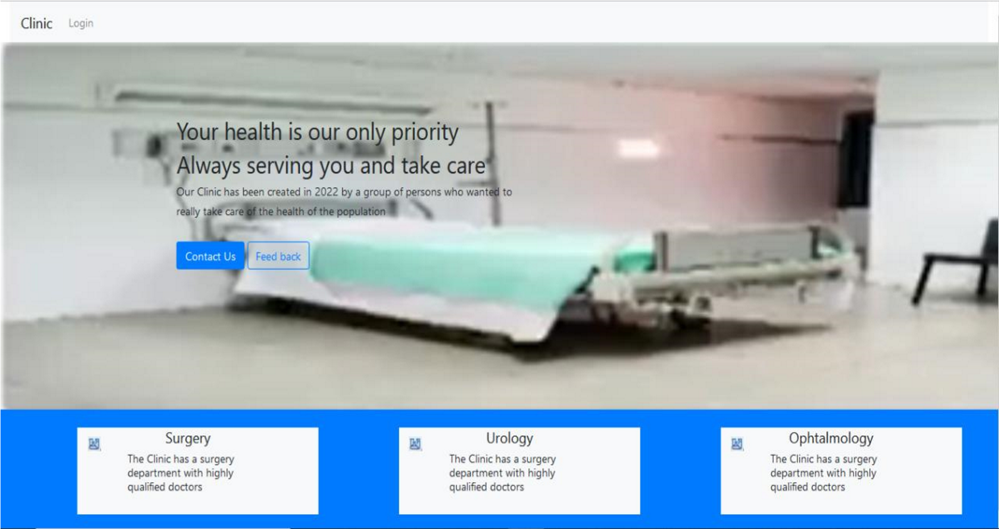 Clinic Login
Your health is our only priority
Always serving you and take care
Our Clinic has been created in 2022 by a group of persons who wanted to
really take care of the health of the population
Contact Us Feed back
Surgery
The Clinic has a surgery
department with highly
qualified doctors
Urology
The Clinic has a surgery
department with highly
qualified doctors
Ophtalmology
The Clinic has a surgery
department with highly
qualified doctors